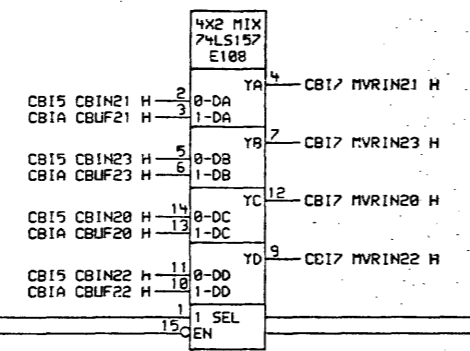 4X2 MIX
74LS157
E108
YA 4 CBI7 MVRIN21 H
CBI5 CBIN21 H 2 0-DA
CBIA CBUF21 H 3 1-DA
YB 7 CBI7 MVRIN23 H
CBI5 CBIN23 H 5 0-DB
CBIA CBUF23 H 6 1-DB
YC 12 CBI7 MVRIN20 H
CBI5 CBIN20 H 14 0-DC
CBIA CBUF20 H 13 1-DC
YD 9 CBI7 MVRIN22 H
CBI5 CBIN22 H 11 0-DD
CBIA CBUF22 H 10 1-DD
1 1 SEL
15 EN